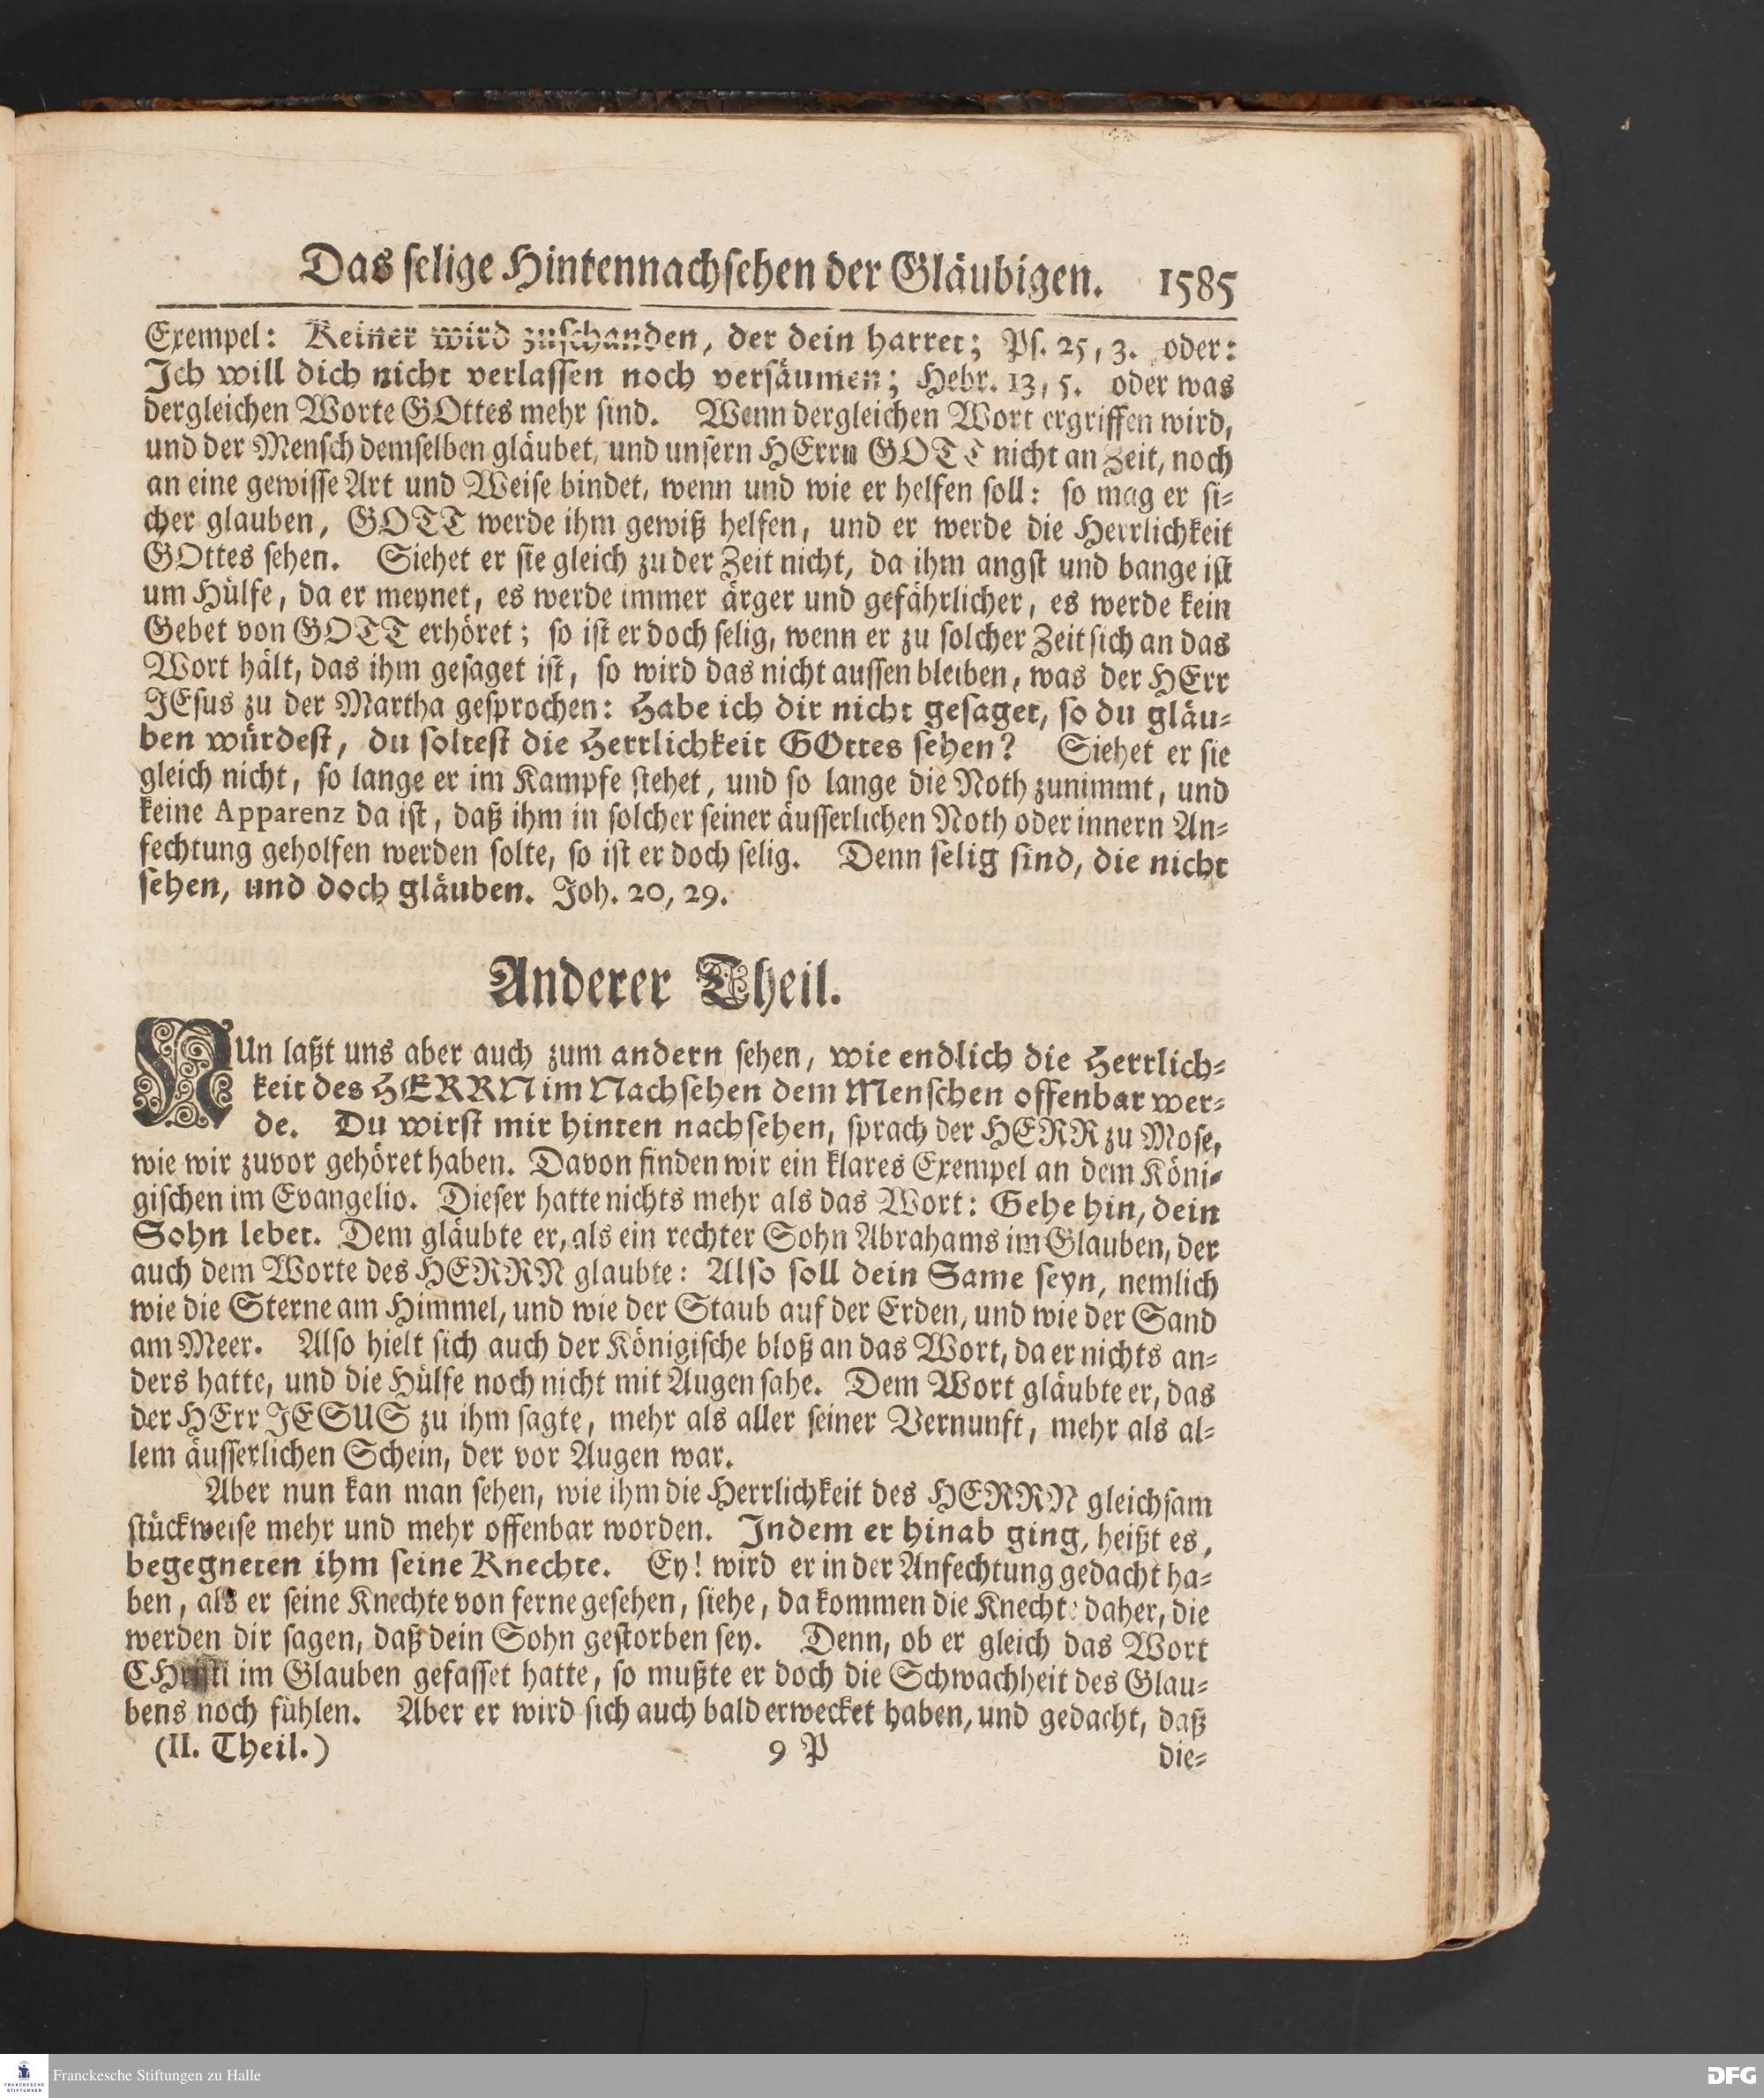 Das selige Hintennachsehen der Gläubigen. 1585
Exempel: Keiner wird zuschanden, der dein harret; Ps. 25, 3. oder:
Ich will dich nicht verlassen noch versäumen; Hebr. 13, 5. oder was
dergleichen Worte GOttes mehr sind. Wenn dergleichen Wort ergriffen wird,
und der Mensch demselben gläubet, und unsern HErrn GOTT nicht an Zeit, noch
an eine gewisse Art und Weise bindet, wenn und wie er helfen soll: so mag er si-
cher glauben, GOTT werde ihm gewiß helfen, und er werde die Herrlichkeit
GOttes sehen. Siehet er sie gleich zu der Zeit nicht, da ihm angst und bange ist
um Hülfe, da er meynet, es werde immer ärger und gefährlicher, es werde kein
Gebet von GOTT erhöret; so ist er doch selig, wenn er zu solcher Zeit sich an das
Wort hält, das ihm gesaget ist, so wird das nicht aussen bleiben, was der HErr
JEsus zu der Martha gesprochen: Habe ich dir nicht gesaget, so du gläu-
ben würdest, du soltest die Herrlichkeit GOttes sehen? Siehet er sie
gleich nicht, so lange er im Kampfe stehet, und so lange die Noth zunimmt, und
keine Apparenz da ist, daß ihm in solcher seiner äusserlichen Noth oder innern An-
fechtung geholfen werden solte, so ist er doch selig. Denn selig sind, die nicht
sehen, und doch gläuben. Joh. 20, 29.
Anderer Theil.
NUn laßt uns aber auch zum andern sehen, wie endlich die Herrlich-
keit des HERRN im Nachsehen dem Menschen offenbar wer-
de. Du wirst mir hinten nachsehen, sprach der HERR zu Mose,
wie wir zuvor gehöret haben. Davon finden wir ein klares Exempel an dem Köni-
gischen im Evangelio. Dieser hatte nichts mehr als das Wort: Gehe hin, dein
Sohn lebet. Dem gläubte er, als ein rechter Sohn Abrahams im Glauben, der
auch dem Worte des HERRN glaubte: Also soll dein Same seyn, nemlich
wie die Sterne am Himmel, und wie der Staub auf der Erden, und wie der Sand
am Meer. Also hielt sich auch der Königische bloß an das Wort, da er nichts an-
ders hatte, und die Hülfe noch nicht mit Augen sahe. Dem Wort gläubte er, das
der HErr JESUS zu ihm sagte, mehr als aller seiner Vernunft, mehr als al-
lem äusserlichen Schein, der vor Augen war.
Aber nun kan man sehen, wie ihm die Herrlichkeit des HERRN gleichsam
stückweise mehr und mehr offenbar worden. Indem er hinab ging, heißt es,
begegneten ihm seine Knechte. Ey! wird er in der Anfechtung gedacht ha-
ben, als er seine Knechte von ferne gesehen, siehe, da kommen die Knechte daher, die
werden dir sagen, daß dein Sohn gestorben sey. Denn, ob er gleich das Wort
CHristi im Glauben gefasset hatte, so mußte er doch die Schwachheit des Glau-
bens noch fühlen. Aber er wird sich auch bald erwecket haben, und gedacht, daß
(II. Theil.) 9 P die-
FRANCKESCHE STIFTUNGEN
Franckesche Stiftungen zu Halle
DFG